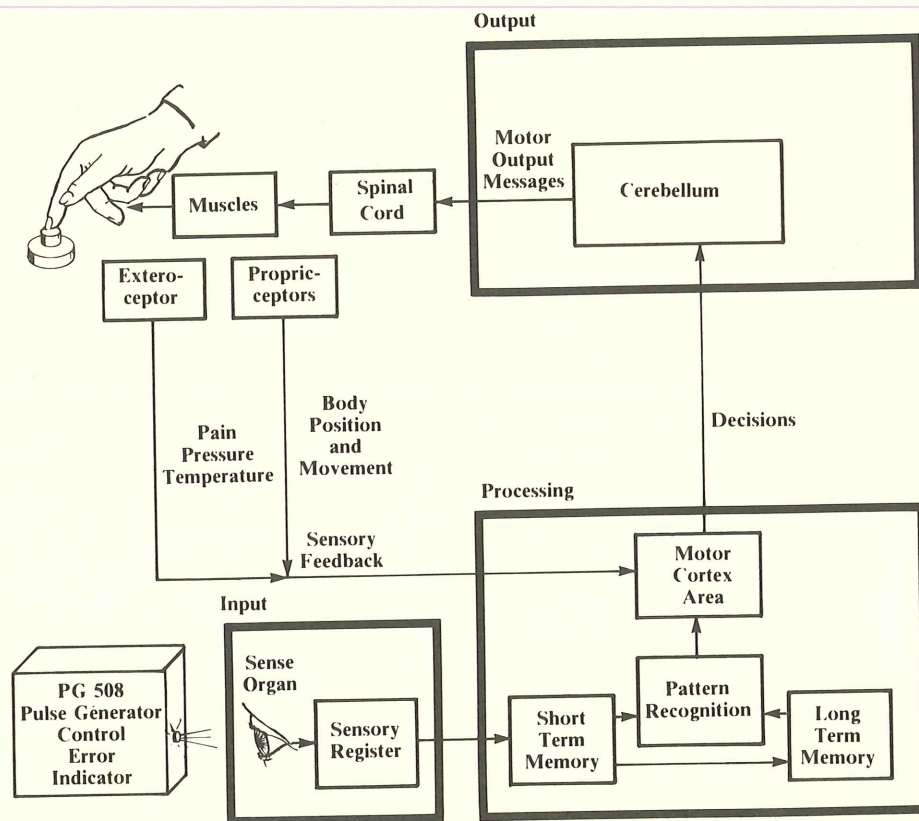 Output
Motor
Output
Messages
Cerebellum
Spinal
Cord
Muscles
Extero-
ceptor
Propric-
ceptors
Pain
Pressure
Temperature
Body
Position
and
Movement
Decisions
Sensory
Feedback
Processing
Motor
Cortex
Area
Input
Sense
Organ
Sensory
Register
PG 508
Pulse Generator
Control
Error
Indicator
Short
Term
Memory
Pattern
Recognition
Long
Term
Memory